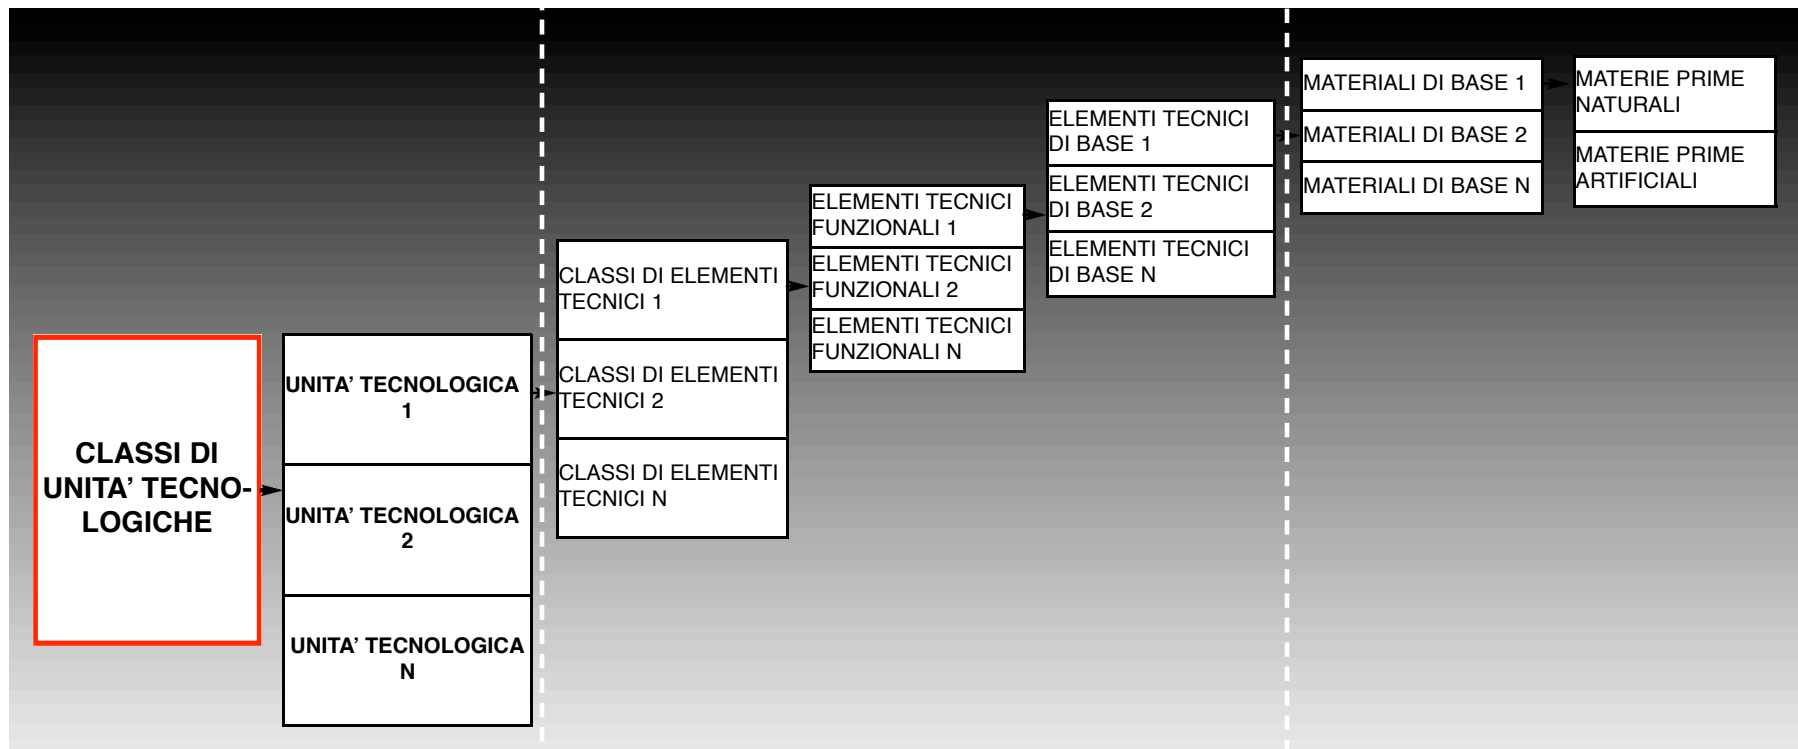 CLASSI DI
UNITA’ TECNO-
LOGICHE
UNITA’ TECNOLOGICA
1
UNITA’ TECNOLOGICA
2
UNITA’ TECNOLOGICA
N
CLASSI DI ELEMENTI
TECNICI 1
CLASSI DI ELEMENTI
TECNICI 2
CLASSI DI ELEMENTI
TECNICI N
ELEMENTI TECNICI
FUNZIONALI 1
ELEMENTI TECNICI
FUNZIONALI 2
ELEMENTI TECNICI
FUNZIONALI N
ELEMENTI TECNICI
DI BASE 1
ELEMENTI TECNICI
DI BASE 2
ELEMENTI TECNICI
DI BASE N
MATERIALI DI BASE 1
MATERIALI DI BASE 2
MATERIALI DI BASE N
MATERIE PRIME
NATURALI
MATERIE PRIME
ARTIFICIALI